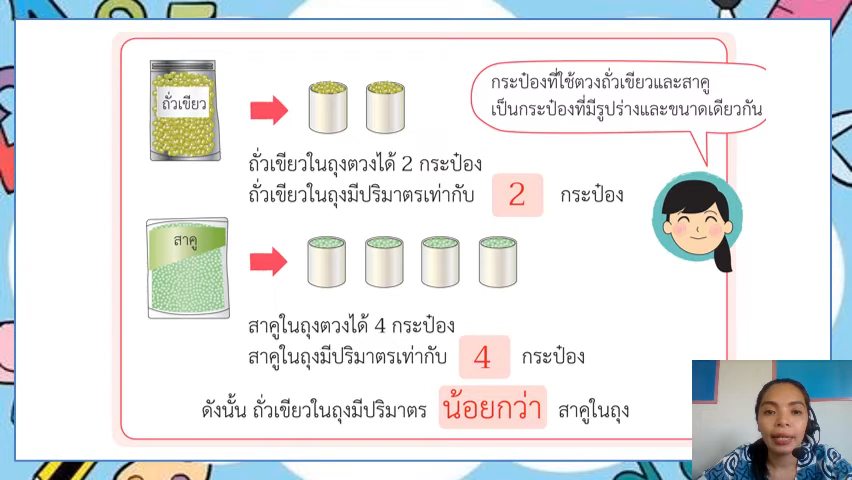 กระป๋องที่ใช้ตวงถั่วเขียวและสาคู
เป็นกระป๋องที่มีรูปร่างและขนาดเดียวกัน
ถั่วเขียว
ถั่วเขียวในถุงตวงได้ 2 กระป๋อง
ถั่วเขียวในถุงมีปริมาตรเท่ากับ 2 กระป๋อง
สาคู
สาคูในถุงตวงได้ 4 กระป๋อง
สาคูในถุงมีปริมาตรเท่ากับ 4 กระป๋อง
ดังนั้น ถั่วเขียวในถุงมีปริมาตร น้อยกว่า สาคูในถุง